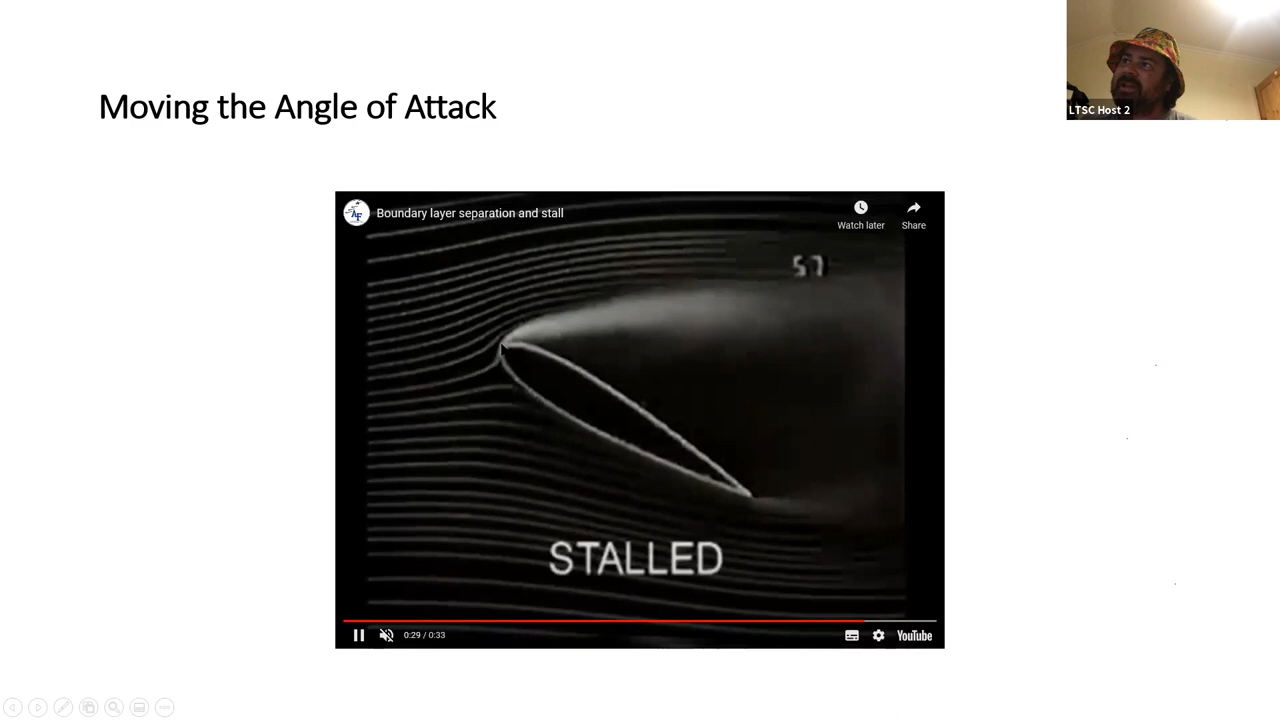 Moving the Angle of Attack
LTSC Host 2
AF
Boundary layer separation and stall
Watch later
Share
57
STALLED
0:29 / 0:33
YouTube